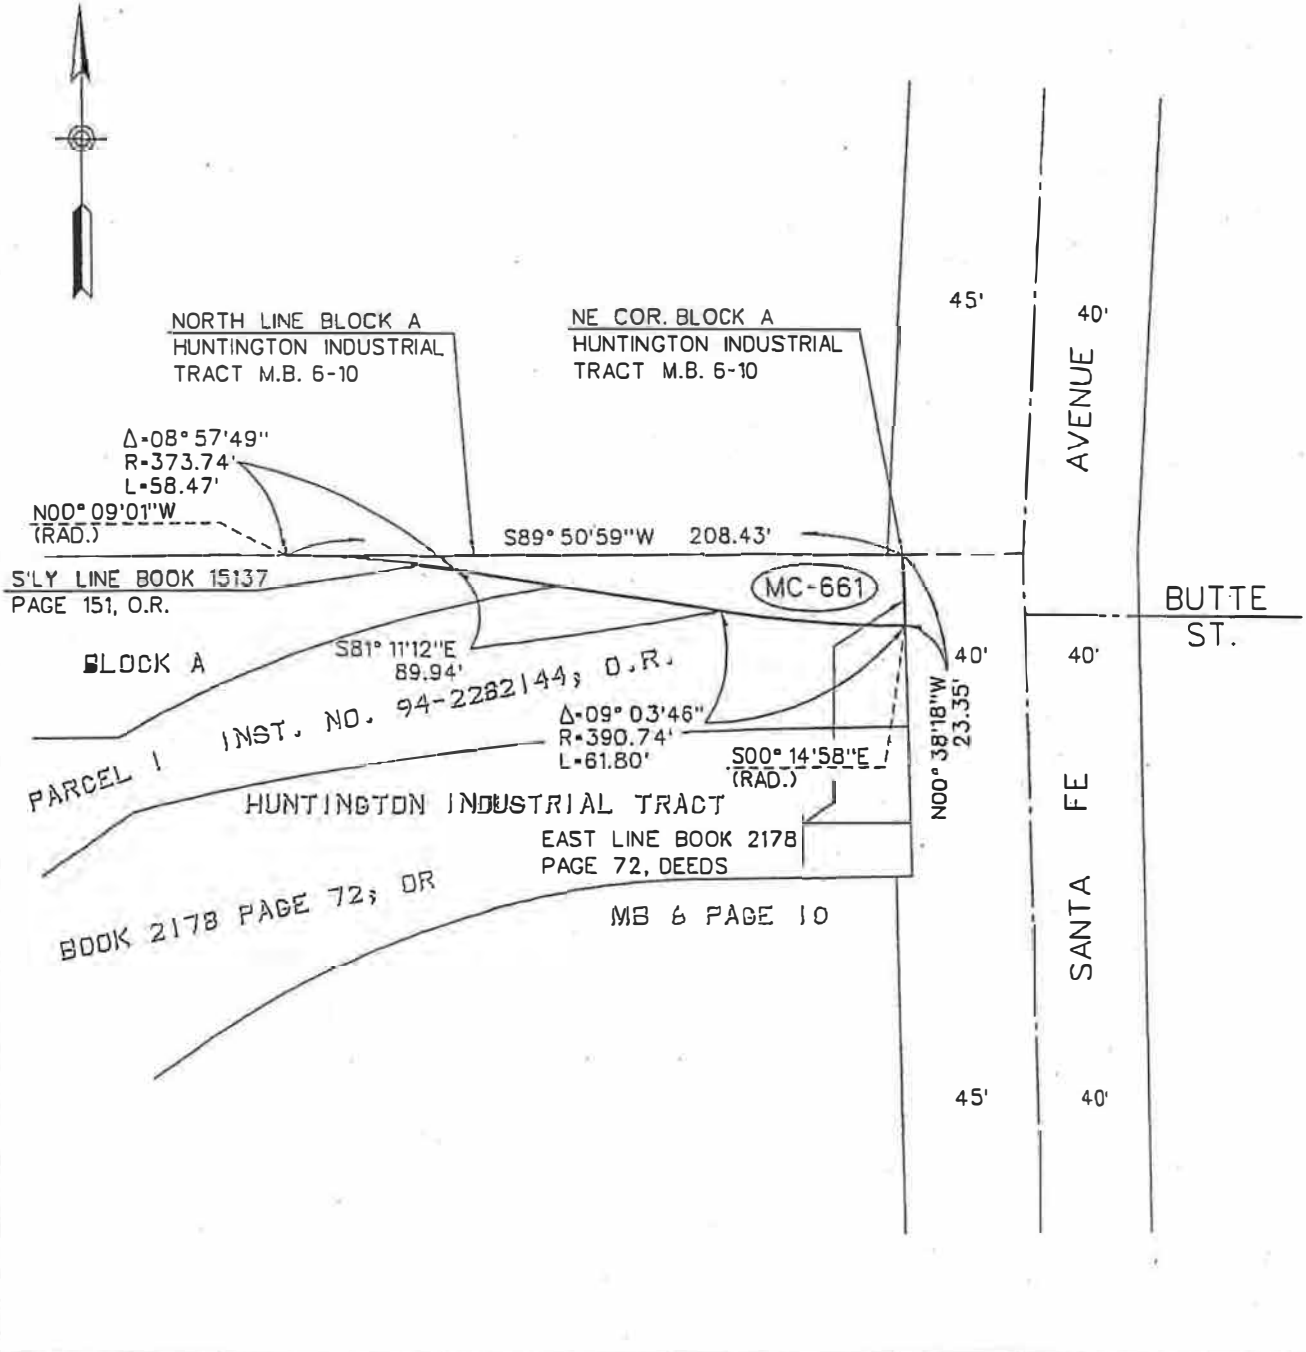 45'
40'
AVENUE
NORTH LINE BLOCK A
HUNTINGTON INDUSTRIAL
TRACT M.B. 6-10
NE COR. BLOCK A
HUNTINGTON INDUSTRIAL
TRACT M.B. 6-10
Δ=08°57'49"
R=373.74'
L=58.47'
N00°09'01"W
(RAD.)
S89°50'59"W 208.43'
S'LY LINE BOOK 15137
PAGE 151, O.R.
MC-661
BUTTE
ST.
BLOCK A
S81°11'12"E
89.94'
40'
40'
PARCEL 1 INST. NO. 94-2282144; O.R.
Δ=09°03'46"
R=390.74'
L=61.80'
S00°14'58"E
(RAD.)
N00°38'18"W
23.35'
HUNTINGTON INDUSTRIAL TRACT
EAST LINE BOOK 2178
PAGE 72, DEEDS
BOOK 2178 PAGE 72; OR
MB 6 PAGE 10
SANTA FE
45'
40'